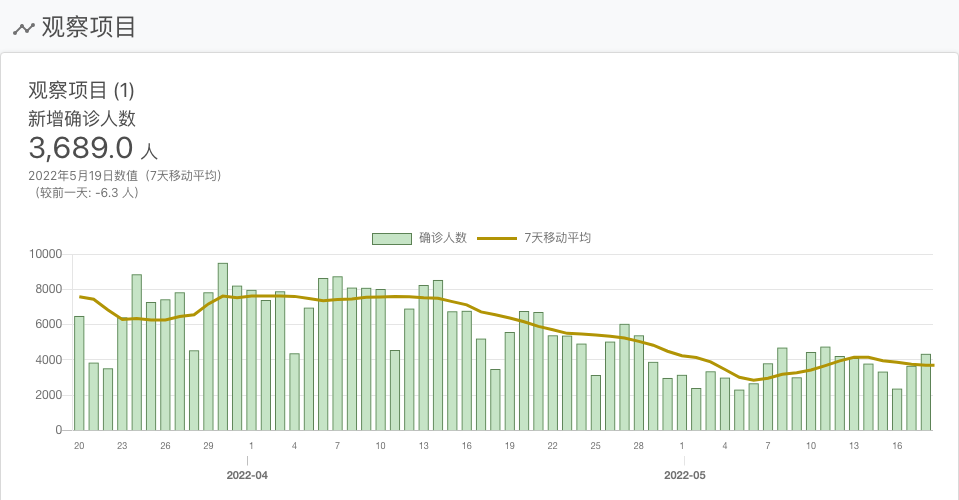 观察项目
观察项目 (1)
新增确诊人数
3,689.0 人
2022年5月19日数值（7天移动平均）
（较前一天: -6.3 人）
确诊人数 7天移动平均
10000
8000
6000
4000
2000
0
20 23 26 29 1 4 7 10 13 16 19 22 25 28 1 4 7 10 13 16
2022-04 2022-05